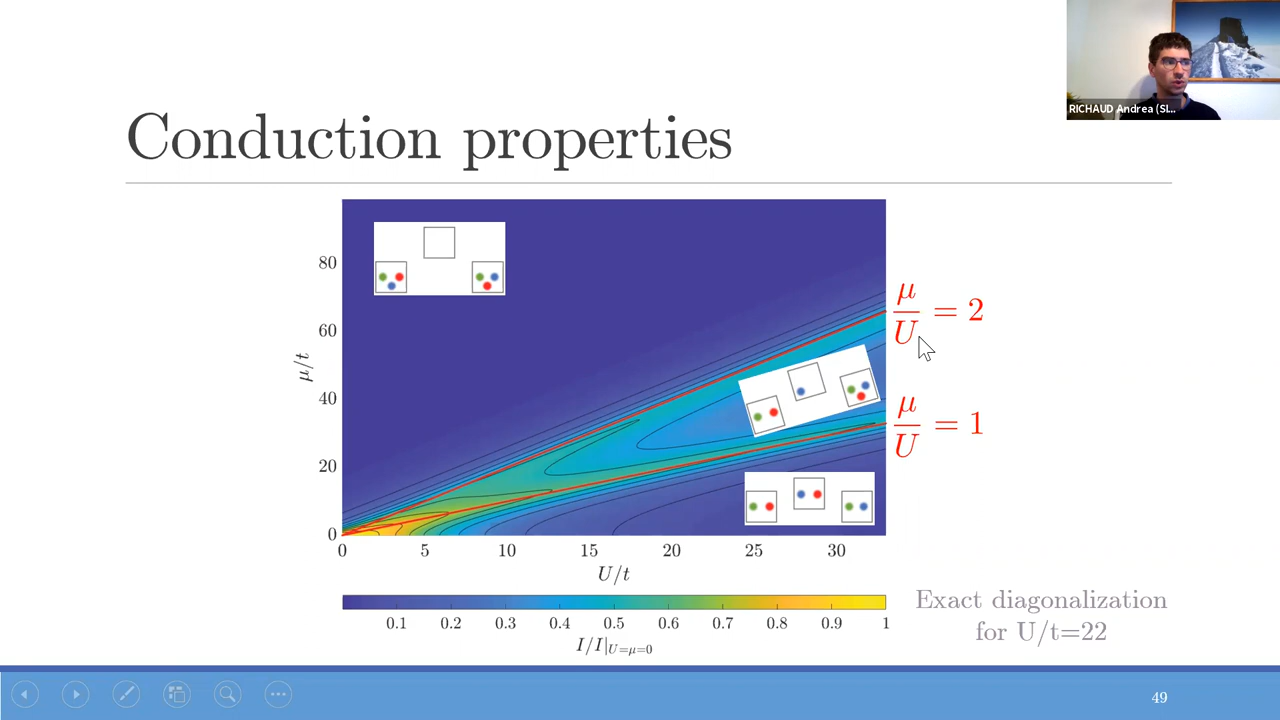 RICHAUD Andrea (SI...
Conduction properties
μ/t
80
60
40
20
0
0 5 10 15 20 25 30
U/t
μ/U = 2
μ/U = 1
0.1 0.2 0.3 0.4 0.5 0.6 0.7 0.8 0.9 1
I/I|U=μ=0
Exact diagonalization
for U/t=22
49